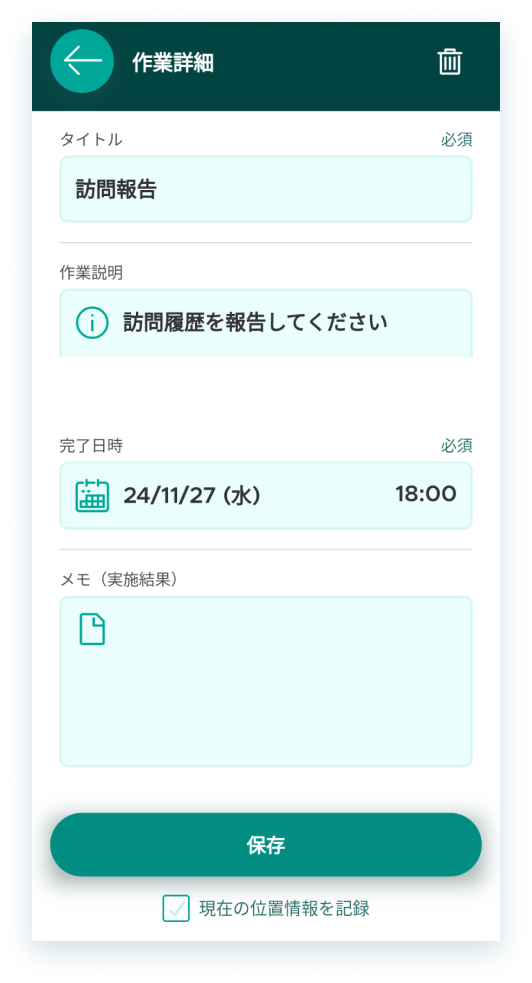 作業詳細
タイトル 必須
訪問報告
作業説明
訪問履歴を報告してください
完了日時 必須
24/11/27 (水) 18:00
メモ（実施結果）
保存
現在の位置情報を記録